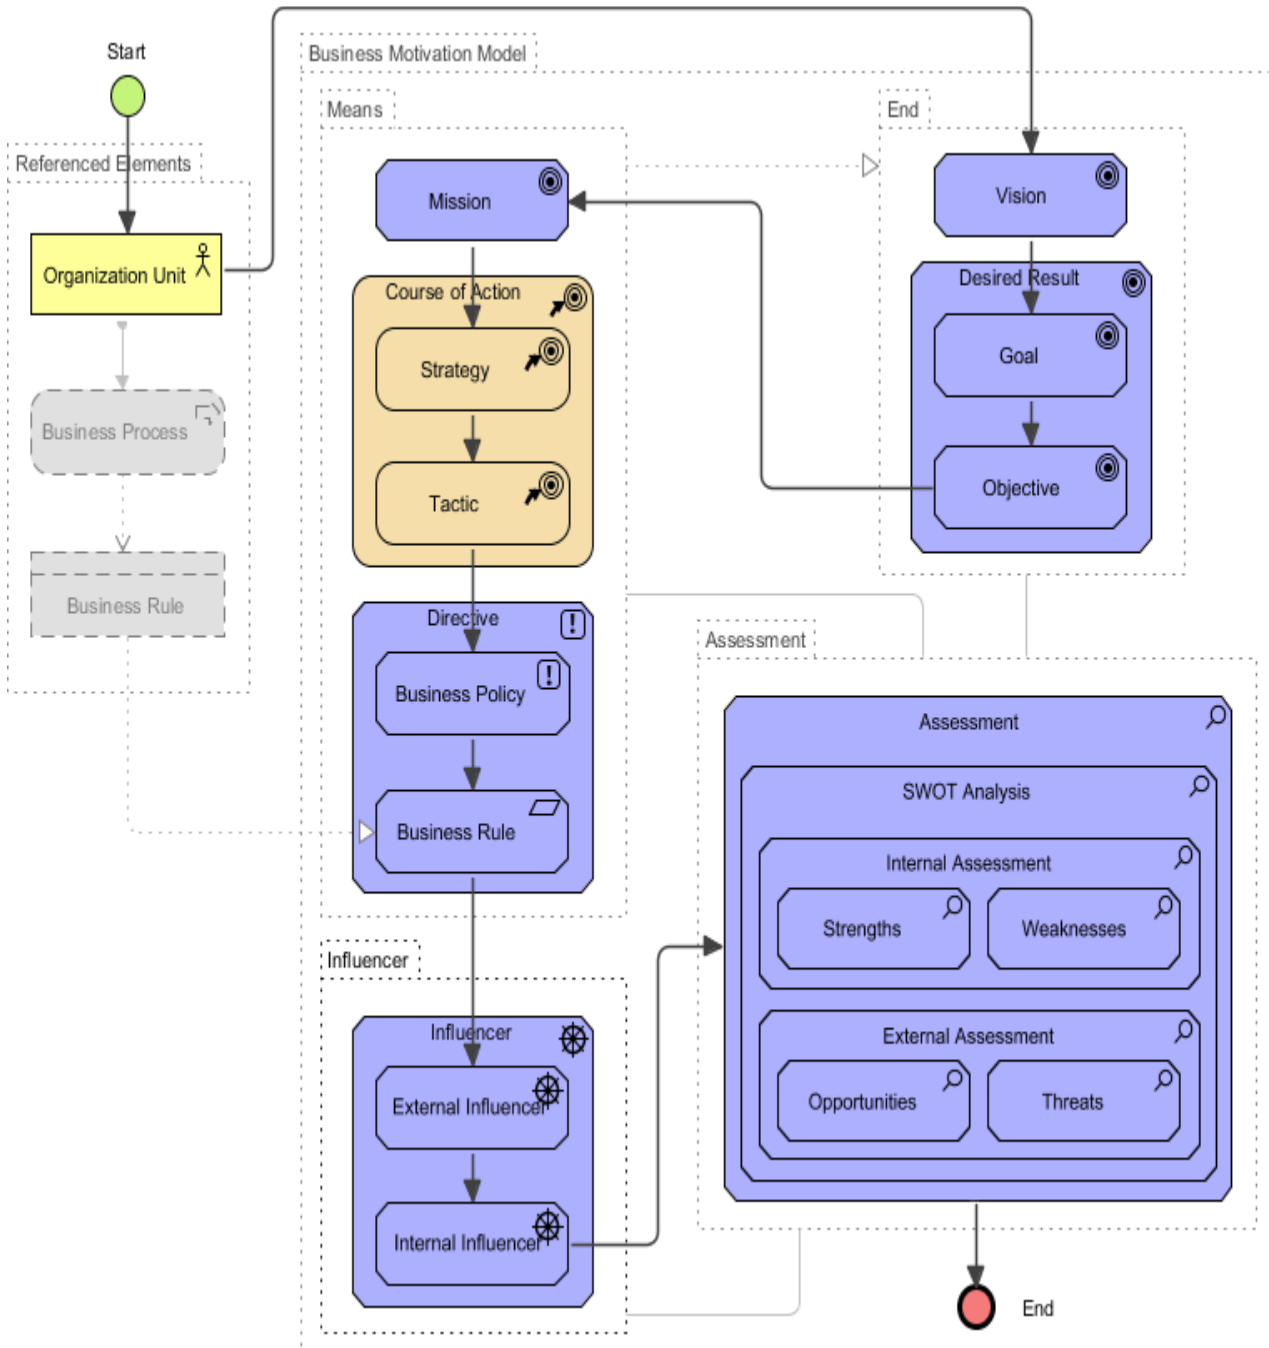 Start
Business Motivation Model
Means
End
Referenced Elements
Mission
Vision
Organization Unit
Course of Action
Desired Result
Strategy
Goal
Business Process
Tactic
Objective
Business Rule
Directive
Assessment
Business Policy
Assessment
SWOT Analysis
Business Rule
Internal Assessment
Strengths
Weaknesses
Influencer
Influencer
External Assessment
External Influencer
Opportunities
Threats
Internal Influencer
End